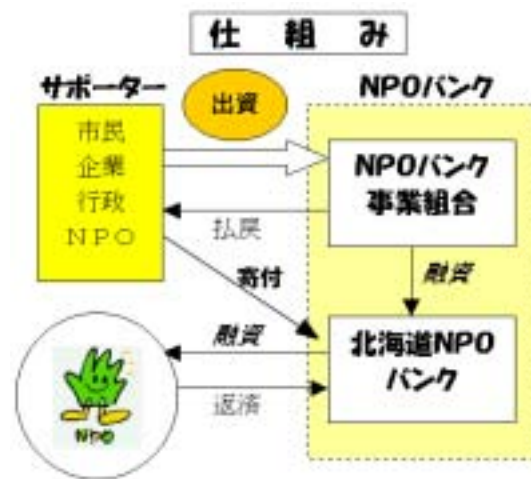 仕組み
サポーター
出資
NPOバンク
市民
企業
行政
NPO
NPOバンク
事業組合
払戻
寄付
融資
融資
北海道NPO
バンク
返済
NPO